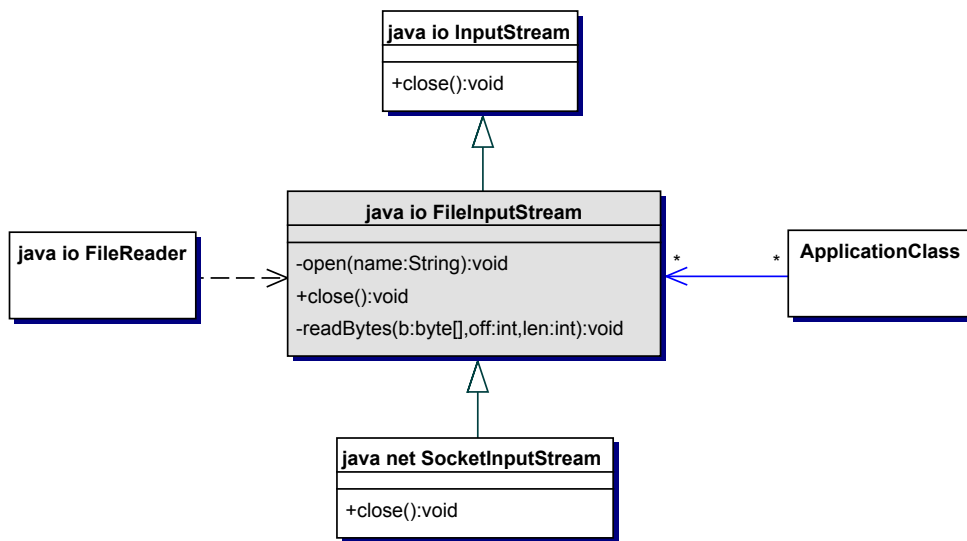 java io InputStream
+close():void
java io FileInputStream
-open(name:String):void
+close():void
-readBytes(b:byte[],off:int,len:int):void
java io FileReader
*
*
ApplicationClass
java net SocketInputStream
+close():void